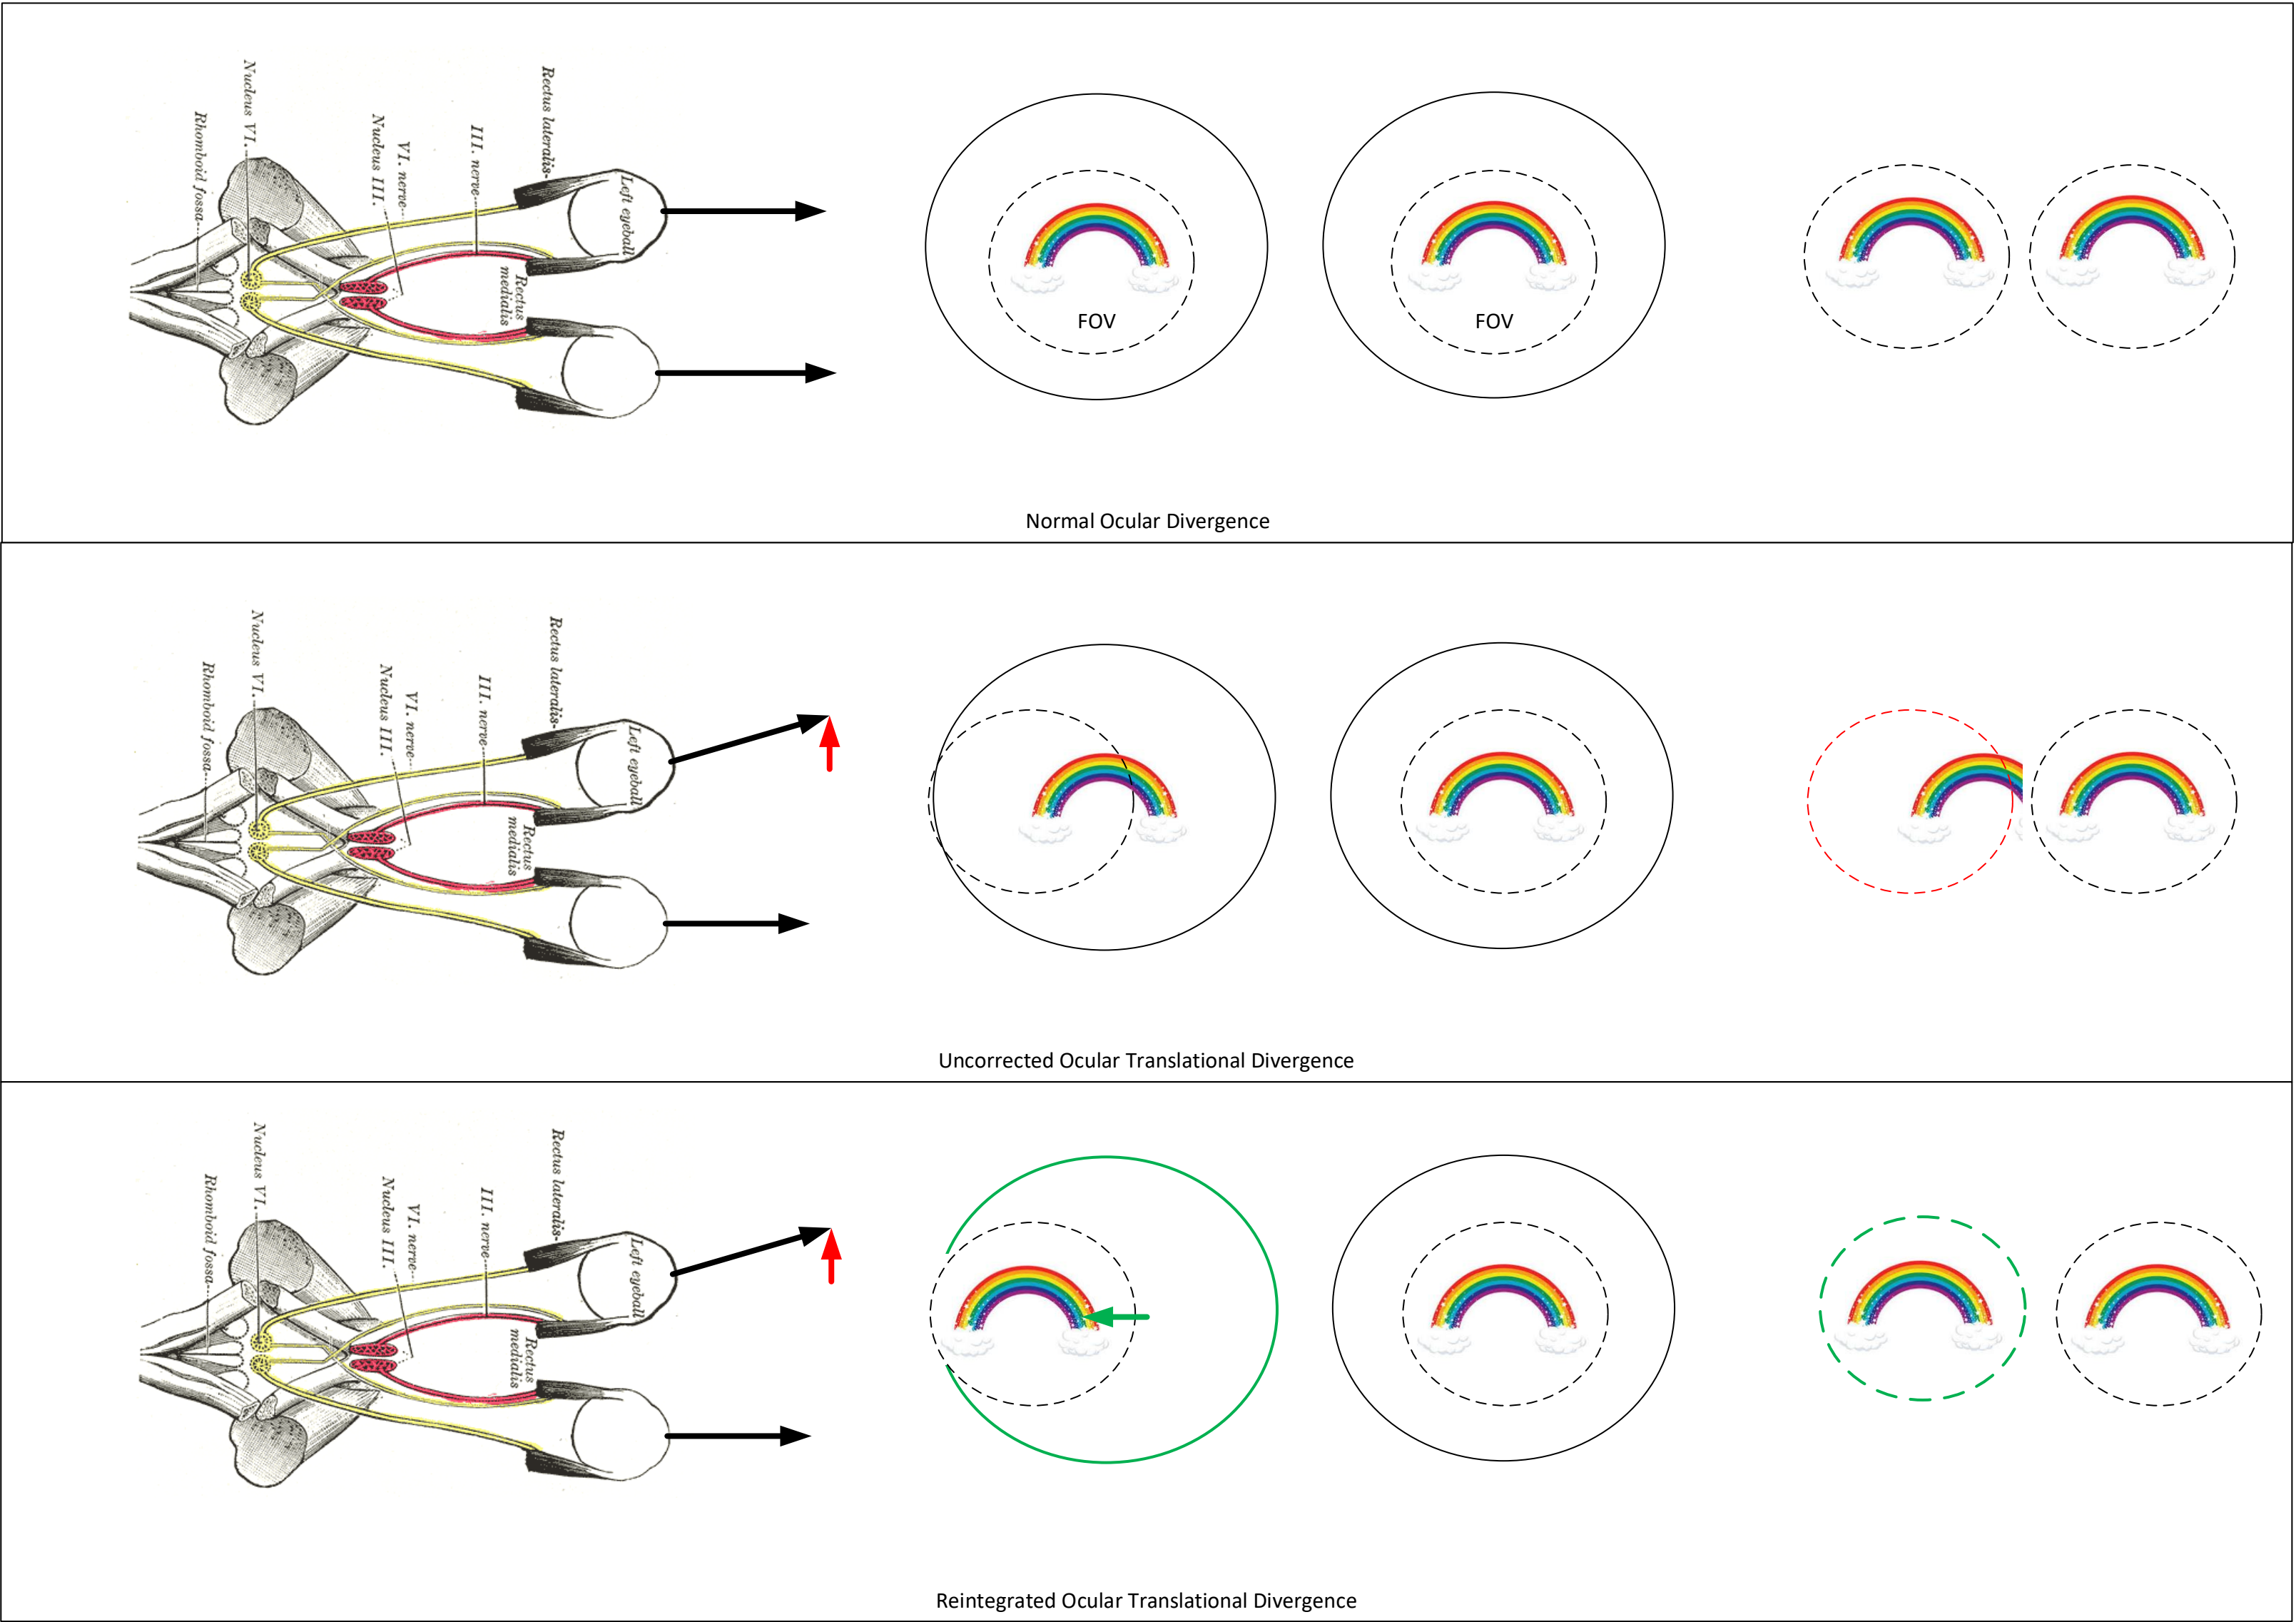 Rhomboid fossa
Nucleus VI.
Nucleus III.
VI. nerve
III. nerve
Rectus lateralis
Rectus
medialis
Left eyeball
FOV
FOV
Normal Ocular Divergence
Rhomboid fossa
Nucleus VI.
Nucleus III.
VI. nerve
III. nerve
Rectus lateralis
Rectus
medialis
Left eyeball
Uncorrected Ocular Translational Divergence
Rhomboid fossa
Nucleus VI.
Nucleus III.
VI. nerve
III. nerve
Rectus lateralis
Rectus
medialis
Left eyeball
Reintegrated Ocular Translational Divergence